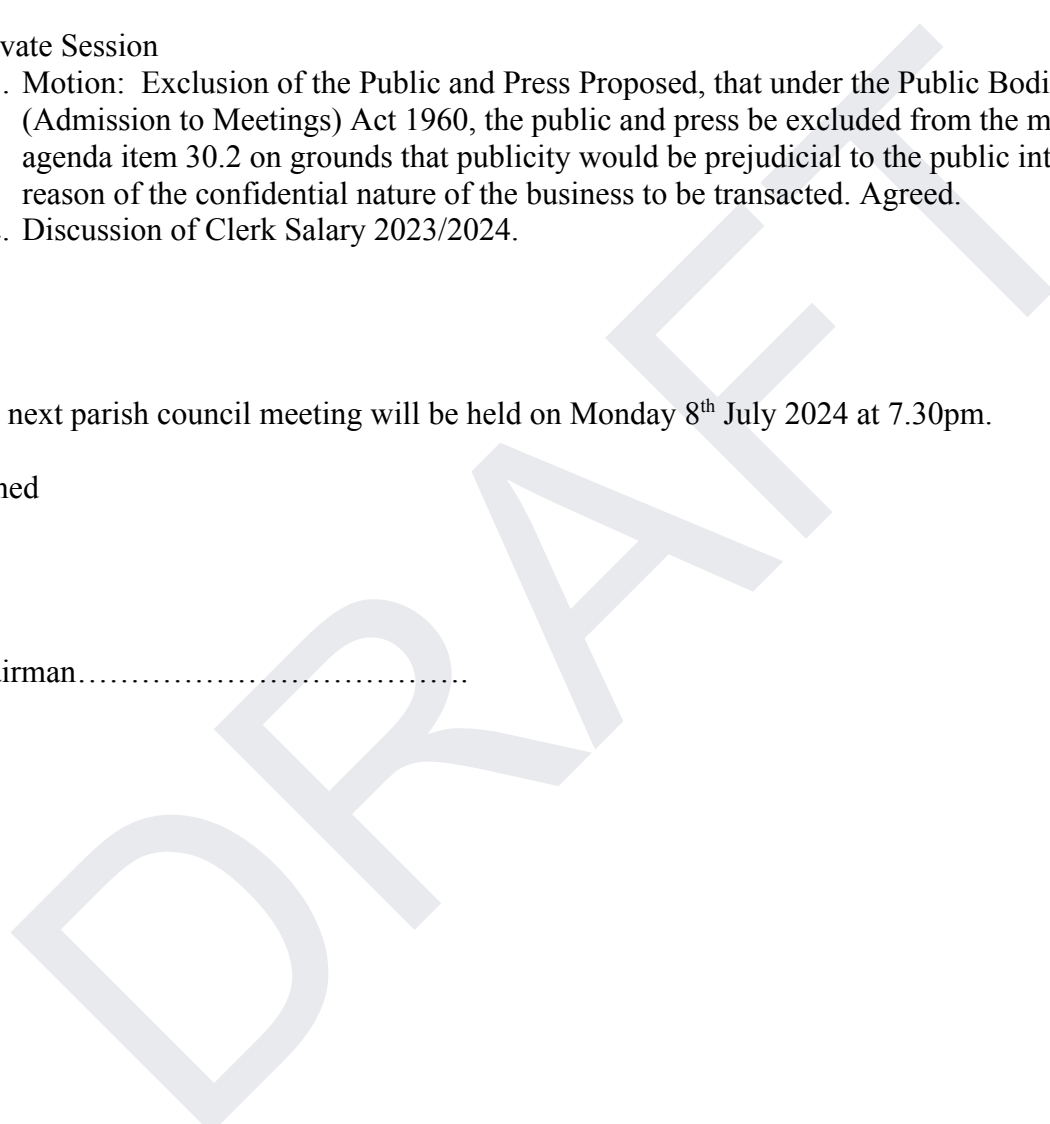 vate Session
. Motion: Exclusion of the Public and Press Proposed, that under the Public Bodi
(Admission to Meetings) Act 1960, the public and press be excluded from the m
agenda item 30.2 on grounds that publicity would be prejudicial to the public int
reason of the confidential nature of the business to be transacted. Agreed.
. Discussion of Clerk Salary 2023/2024.
next parish council meeting will be held on Monday 8th July 2024 at 7.30pm.
ned
irman……………………………….
DRAFT